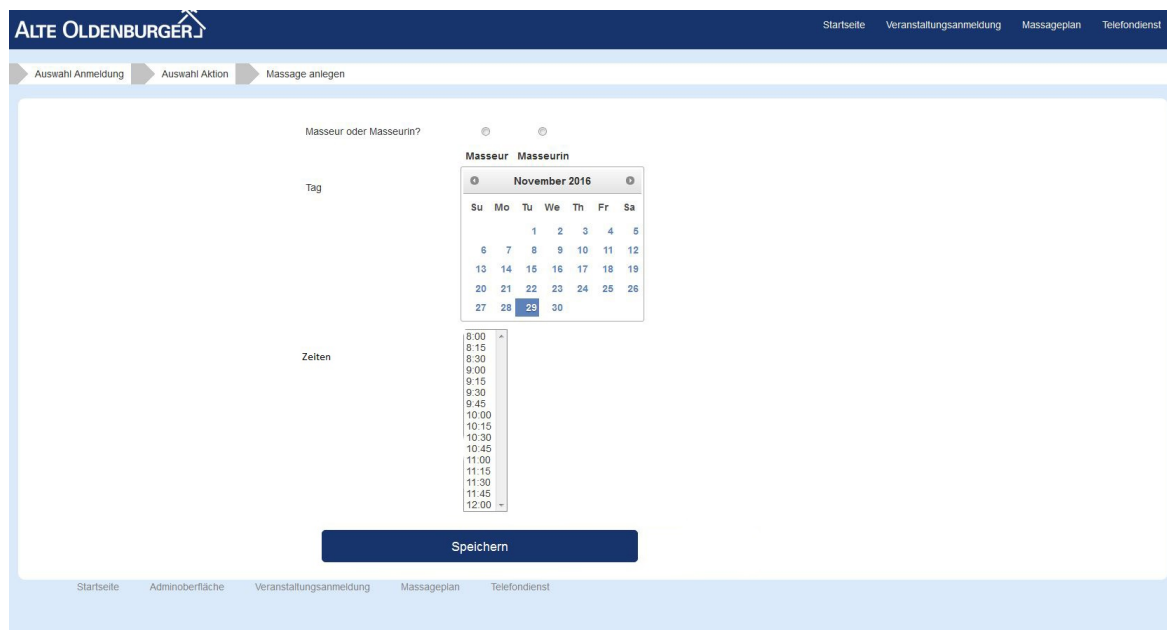 ALTE OLDENBURGER
Startseite Veranstaltungsanmeldung Massageplan Telefondienst
Auswahl Anmeldung Auswahl Aktion Massage anlegen
Masseur oder Masseurin?
Masseur Masseurin
Tag
November 2016
Su Mo Tu We Th Fr Sa
1 2 3 4 5
6 7 8 9 10 11 12
13 14 15 16 17 18 19
20 21 22 23 24 25 26
27 28 29 30
Zeiten
8:00
8:15
8:30
9:00
9:15
9:30
9:45
10:00
10:15
10:30
10:45
11:00
11:15
11:30
11:45
12:00
Speichern
Startseite Adminoberfläche Veranstaltungsanmeldung Massageplan Telefondienst